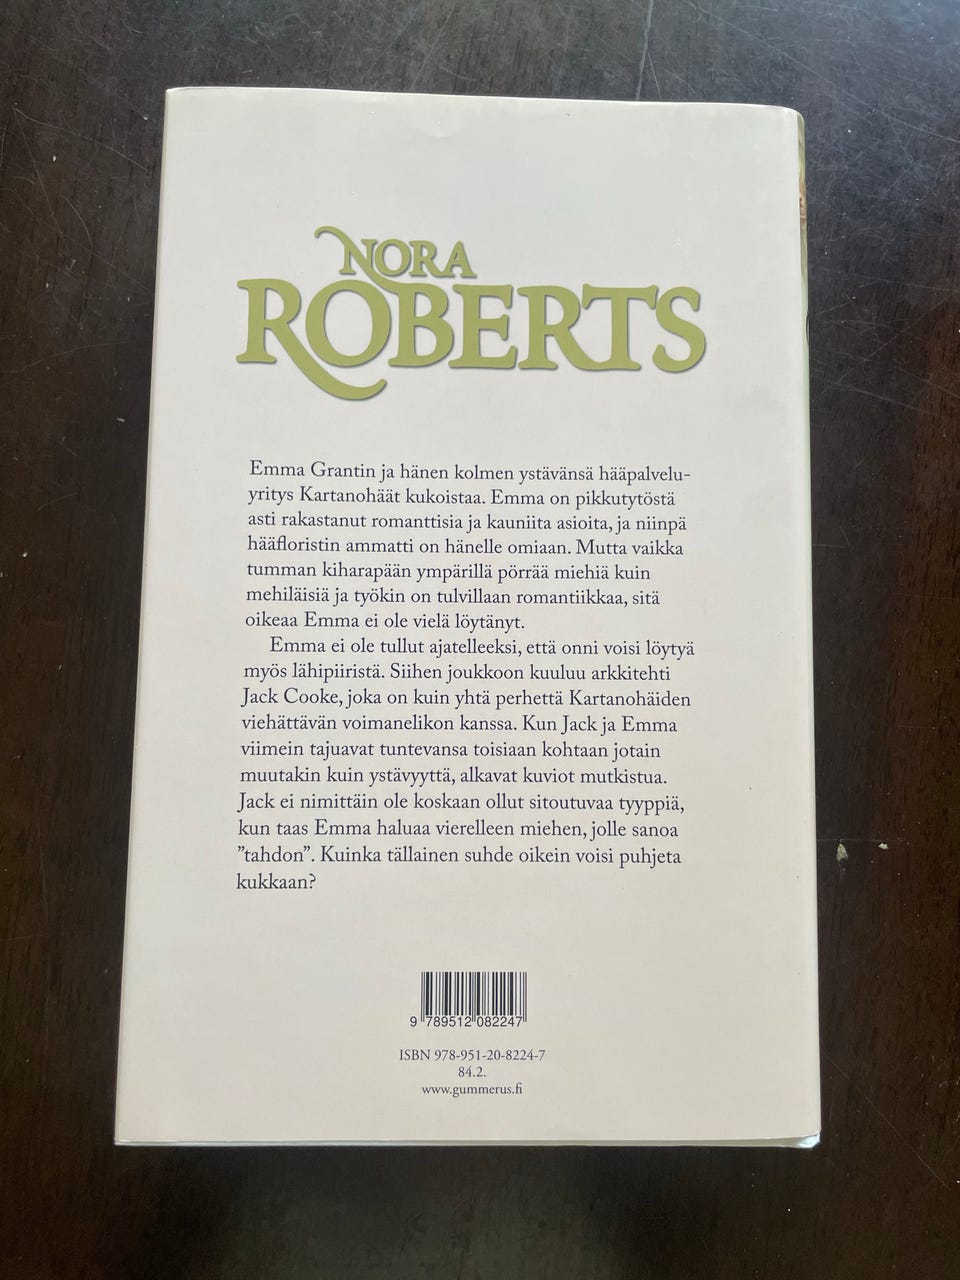 NORA
ROBERTS
Emma Grantin ja hänen kolmen ystävänsä hääpalvelu-
yritys Kartanohäät kukoistaa. Emma on pikkutytöstä
asti rakastanut romanttisia ja kauniita asioita, ja niinpä
hääfloristin ammatti on hänelle omiaan. Mutta vaikka
tumman kiharapään ympärillä pörrää miehiä kuin
mehiläisiä ja työkin on tulvillaan romantiikkaa, sitä
oikeaa Emma ei ole vielä löytänyt.
Emma ei ole tullut ajatelleeksi, että onni voisi löytyä
myös lähipiiristä. Siihen joukkoon kuuluu arkkitehti
Jack Cooke, joka on kuin yhtä perhettä Kartanohäiden
viehättävän voimanelikon kanssa. Kun Jack ja Emma
viimein tajuavat tuntevansa toisiaan kohtaan jotain
muutakin kuin ystävyyttä, alkavat kuviot mutkistua.
Jack ei nimittäin ole koskaan ollut sitoutuvaa tyyppiä,
kun taas Emma haluaa vierelleen miehen, jolle sanoa
”tahdon”. Kuinka tällainen suhde oikein voisi puhjeta
kukkaan?
9 789512 082247
ISBN 978-951-20-8224-7
84.2.
www.gummerus.fi